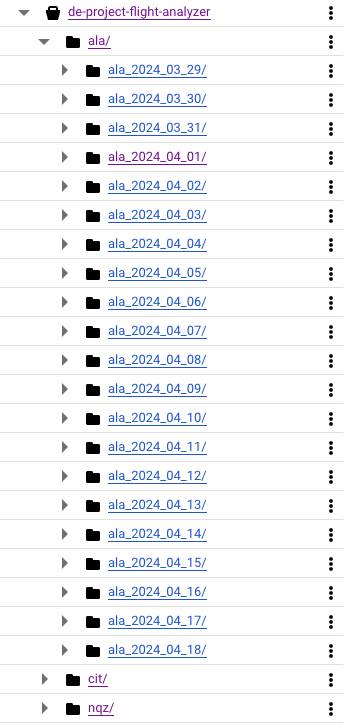 de-project-flight-analyzer
ala/
ala_2024_03_29/
ala_2024_03_30/
ala_2024_03_31/
ala_2024_04_01/
ala_2024_04_02/
ala_2024_04_03/
ala_2024_04_04/
ala_2024_04_05/
ala_2024_04_06/
ala_2024_04_07/
ala_2024_04_08/
ala_2024_04_09/
ala_2024_04_10/
ala_2024_04_11/
ala_2024_04_12/
ala_2024_04_13/
ala_2024_04_14/
ala_2024_04_15/
ala_2024_04_16/
ala_2024_04_17/
ala_2024_04_18/
cit/
nqz/